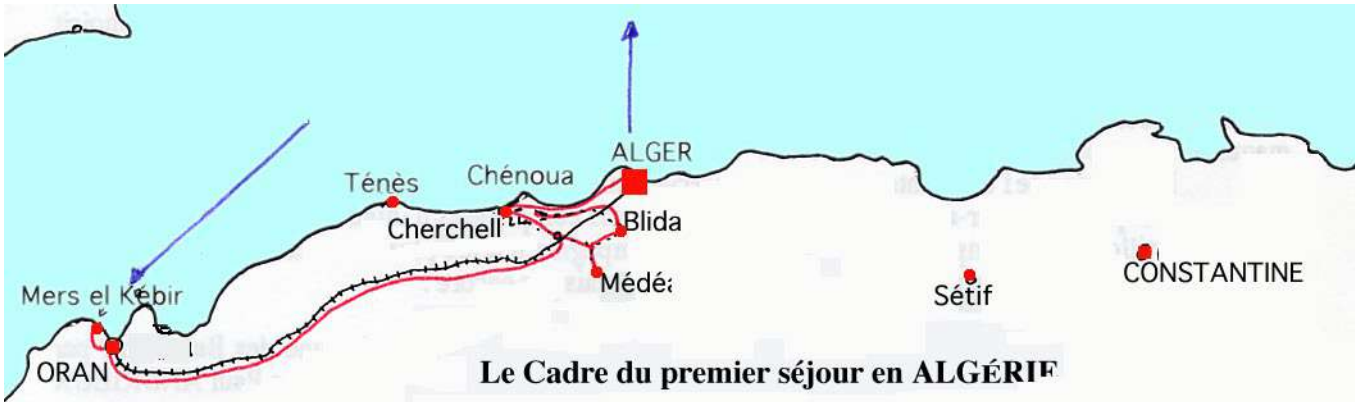 ALGER
Chénoua
Ténès
Cherchell
Blida
Médéa
CONSTANTINE
Sétif
Mers el Kébir
ORAN
Le Cadre du premier séjour en ALGÉRIE